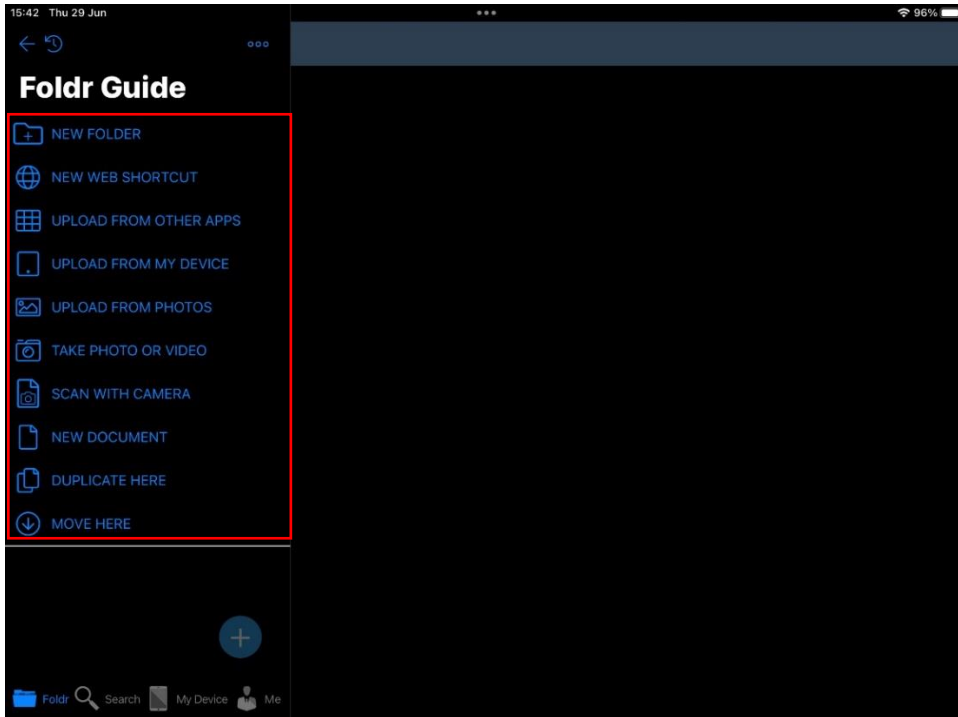 15:42 Thu 29 Jun
96%
Foldr Guide
NEW FOLDER
NEW WEB SHORTCUT
UPLOAD FROM OTHER APPS
UPLOAD FROM MY DEVICE
UPLOAD FROM PHOTOS
TAKE PHOTO OR VIDEO
SCAN WITH CAMERA
NEW DOCUMENT
DUPLICATE HERE
MOVE HERE
Foldr Search My Device Me